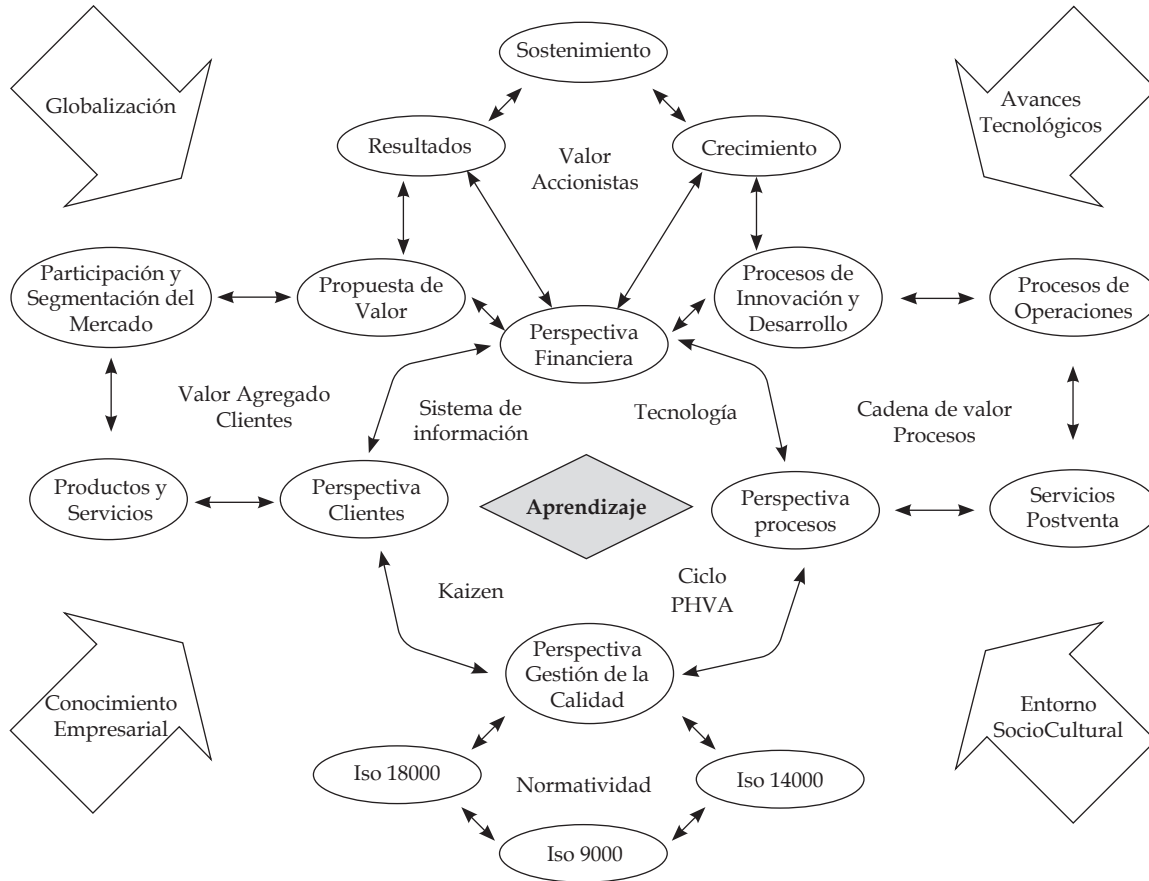 Sostenimiento
Globalización
Avances
Tecnológicos
Resultados
Valor
Accionistas
Crecimiento
Participación y
Segmentación del
Mercado
Propuesta de
Valor
Perspectiva
Financiera
Procesos de
Innovación y
Desarrollo
Procesos de
Operaciones
Valor Agregado
Clientes
Sistema de
información
Tecnología
Cadena de valor
Procesos
Productos y
Servicios
Perspectiva
Clientes
Aprendizaje
Perspectiva
procesos
Servicios
Postventa
Kaizen
Ciclo
PHVA
Conocimiento
Empresarial
Perspectiva
Gestión de la
Calidad
Entorno
SocioCultural
Iso 18000
Normatividad
Iso 14000
Iso 9000